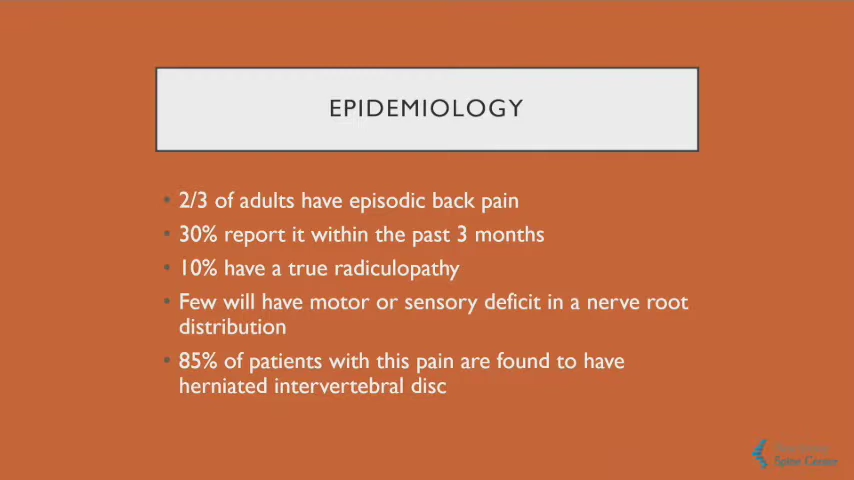 EPIDEMIOLOGY
• 2/3 of adults have episodic back pain
• 30% report it within the past 3 months
• 10% have a true radiculopathy
• Few will have motor or sensory deficit in a nerve root
distribution
• 85% of patients with this pain are found to have
herniated intervertebral disc
Spine Center